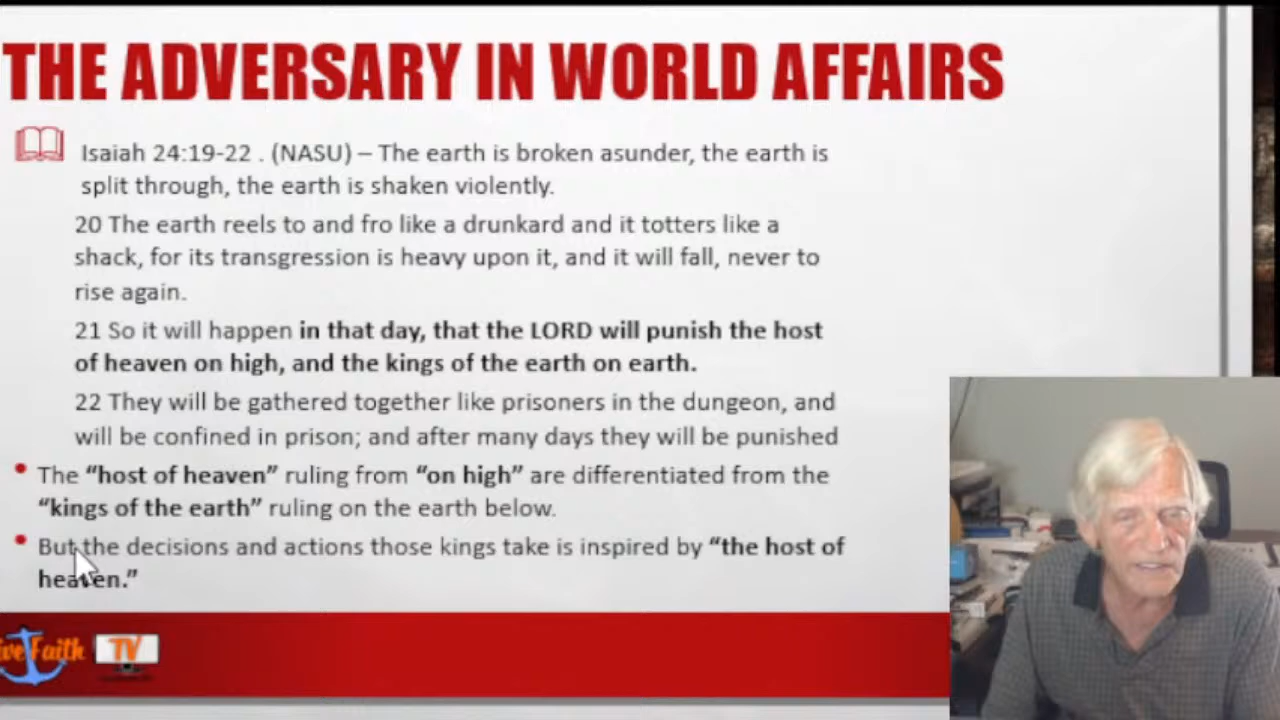 THE ADVERSARY IN WORLD AFFAIRS
Isaiah 24:19-22 . (NASU) – The earth is broken asunder, the earth is
split through, the earth is shaken violently.
20 The earth reels to and fro like a drunkard and it totters like a
shack, for its transgression is heavy upon it, and it will fall, never to
rise again.
21 So it will happen in that day, that the LORD will punish the host
of heaven on high, and the kings of the earth on earth.
22 They will be gathered together like prisoners in the dungeon, and
will be confined in prison; and after many days they will be punished
The “host of heaven” ruling from “on high” are differentiated from the
“kings of the earth” ruling on the earth below.
But the decisions and actions those kings take is inspired by “the host of
heaven.”
ive Faith TV